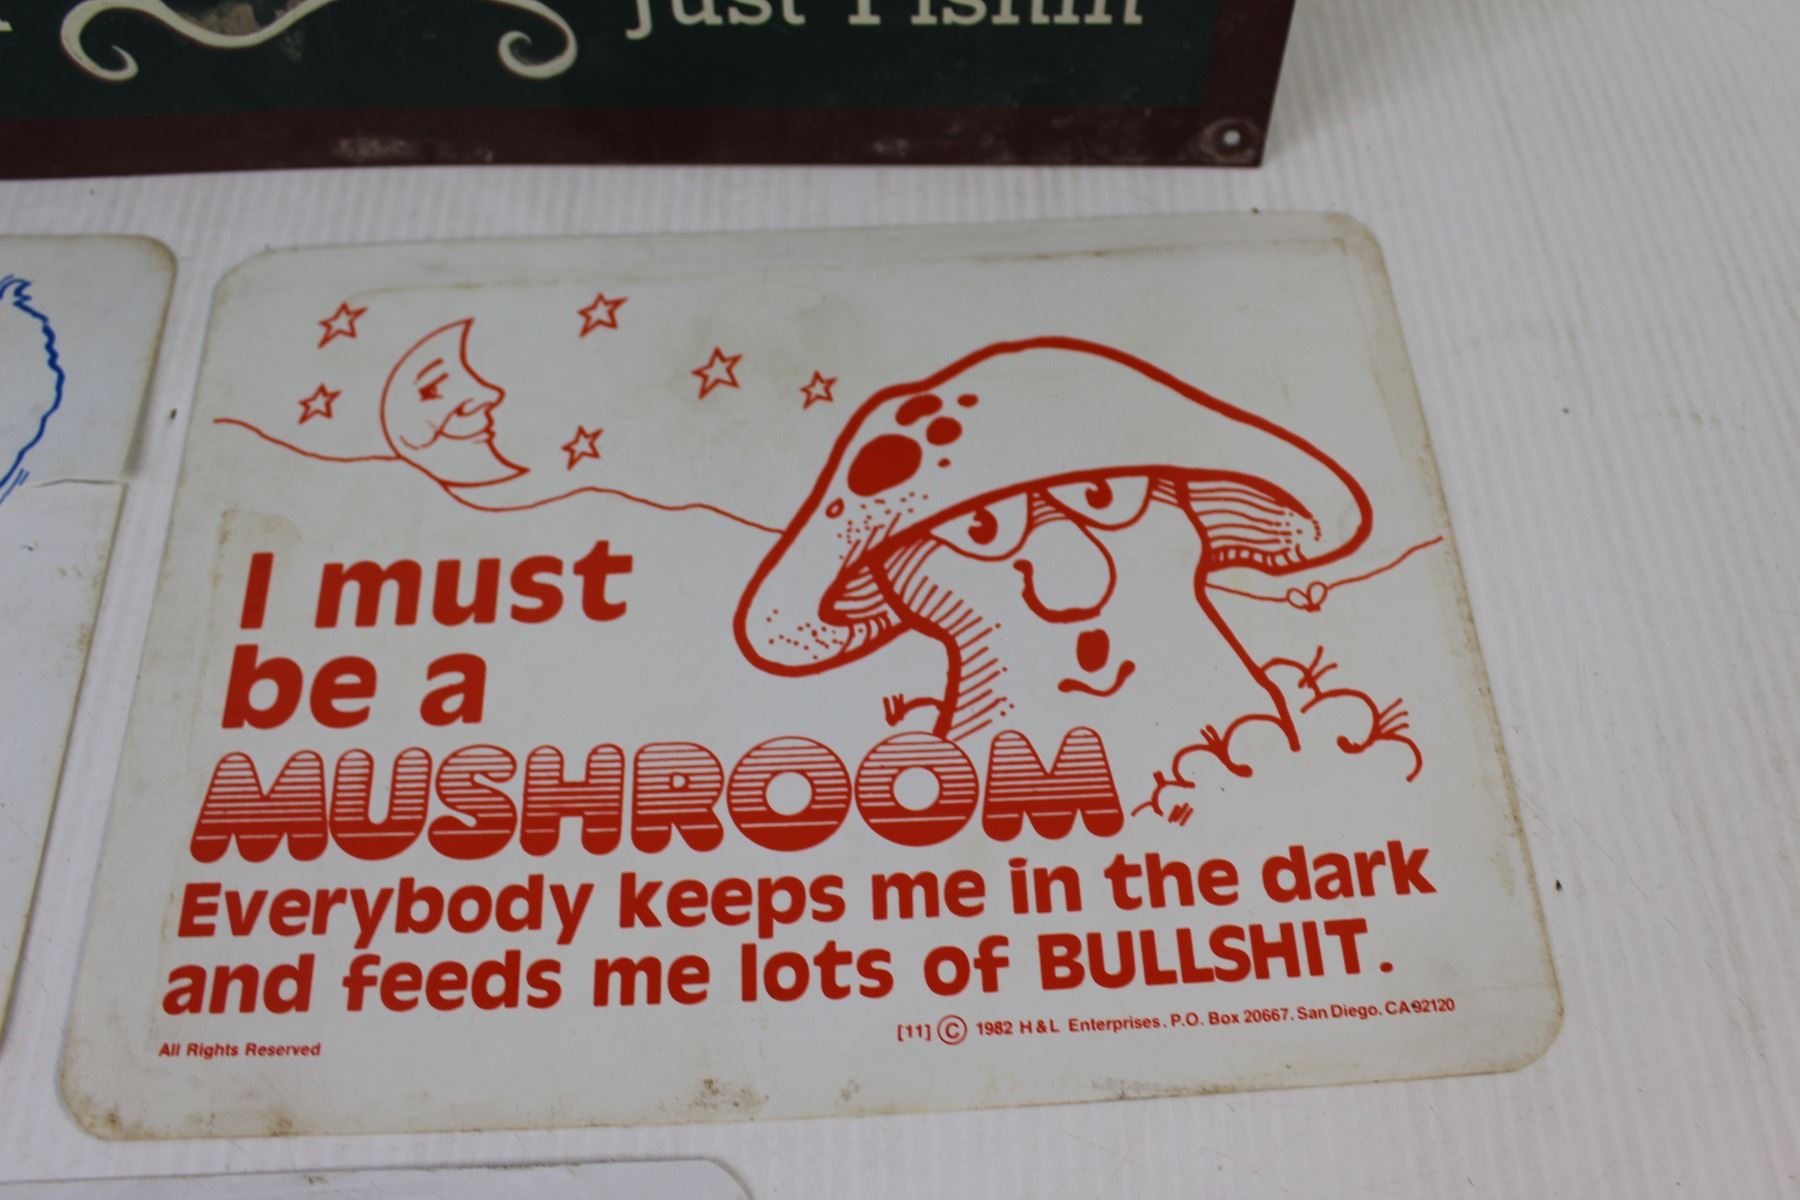 Just Fishin
I must
be a
MUSHROOM
Everybody keeps me in the dark
and feeds me lots of BULLSHIT.
[11] © 1982 H&L Enterprises. P.O. Box 20667. San Diego. CA 92120
All Rights Reserved